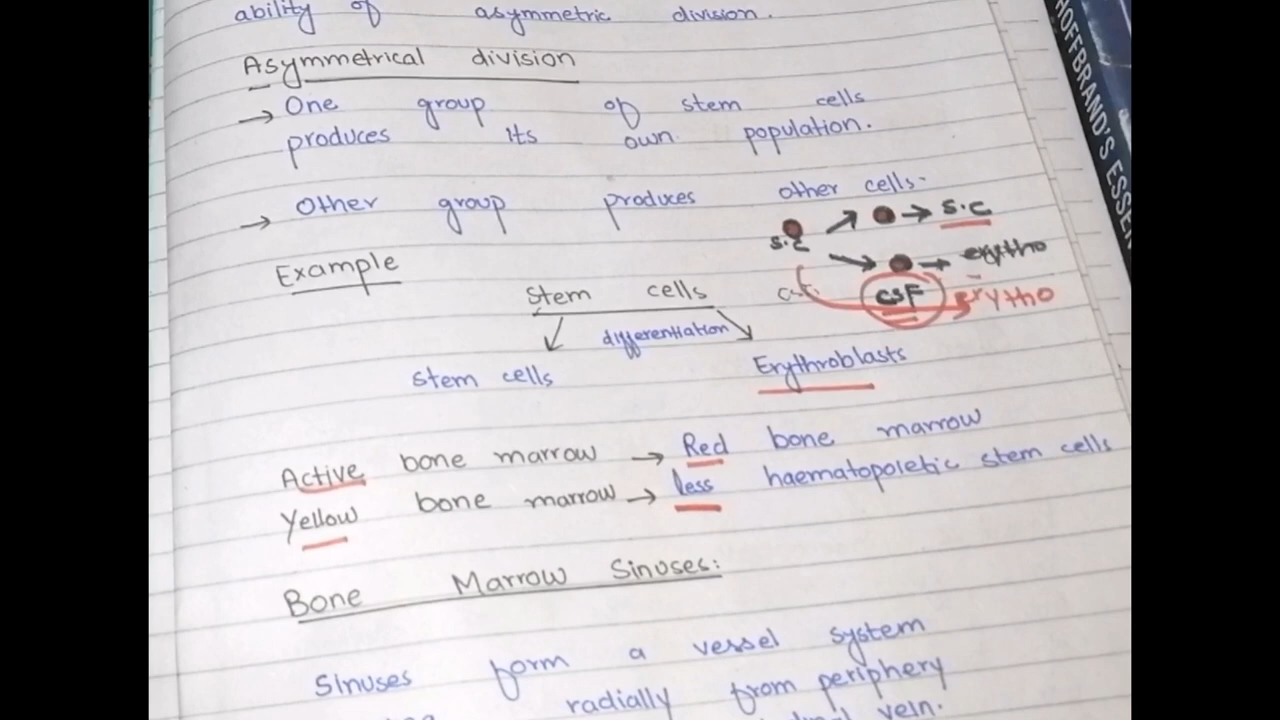 ability of asymmetric division.
Asymmetrical division
→ One group of stem cells
produces its own population.
→ Other group produces other cells.
s.c → → s.c
→ → erytho
CSF erytho
Example
Stem cells
differentiation
Stem cells Erythroblasts
Active bone marrow → Red bone marrow
Yellow bone marrow → less haematopoietic stem cells
Bone Marrow Sinuses:
Sinuses form a vessel system
radially from periphery
vein.
HOFFBRAND'S ESSEN